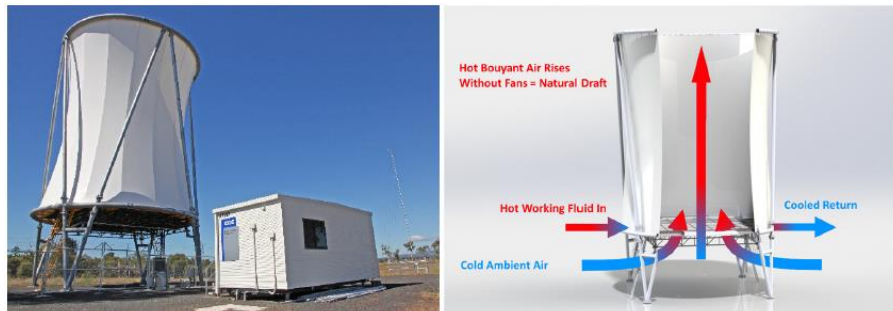 Hot Bouyant Air Rises
Without Fans = Natural Draft
Hot Working Fluid In
Cooled Return
Cold Ambient Air